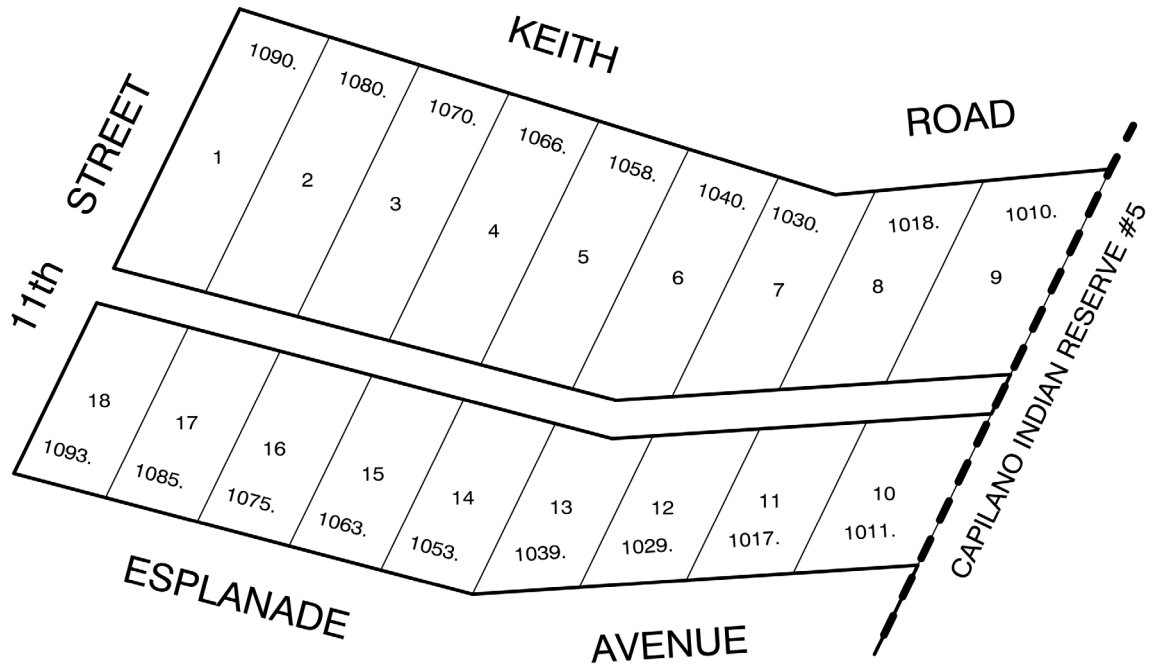 KEITH ROAD
11th STREET
1090. 1080. 1070. 1066. 1058. 1040. 1030. 1018. 1010.
1 2 3 4 5 6 7 8 9
CAPILANO INDIAN RESERVE #5
18 17 16 15 14 13 12 11 10
1093. 1085. 1075. 1063. 1053. 1039. 1029. 1017. 1011.
ESPLANADE AVENUE